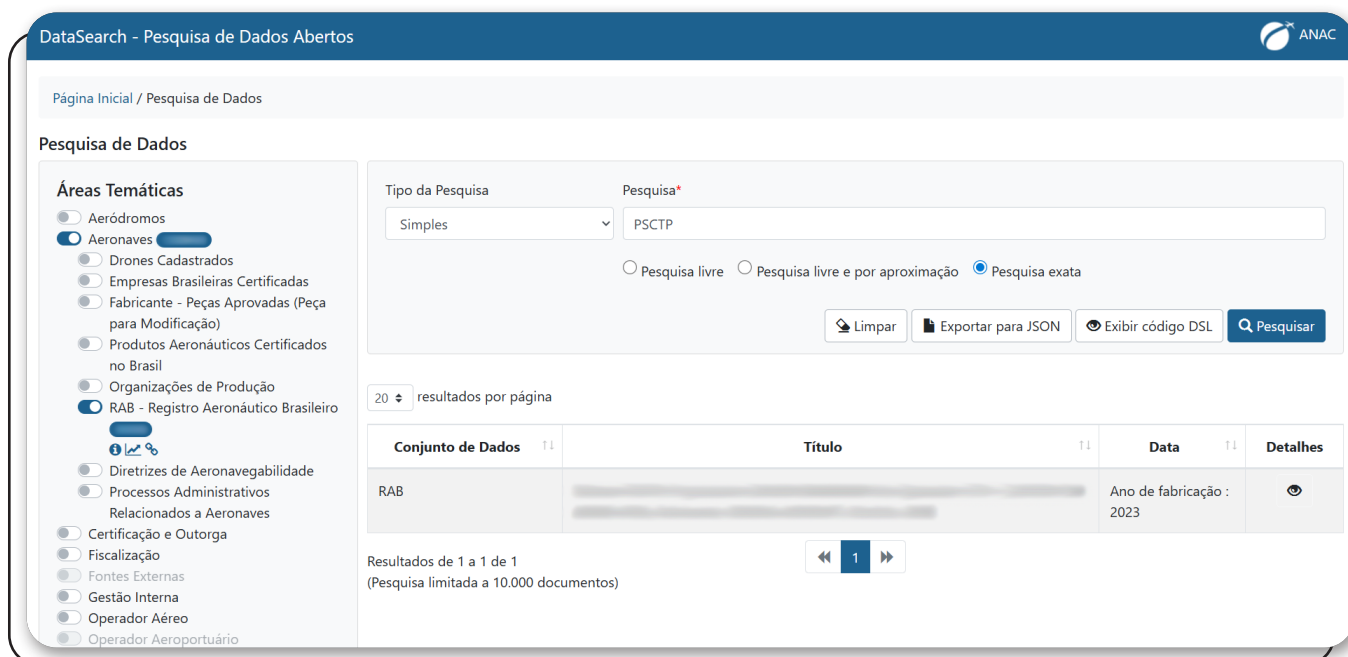 DataSearch - Pesquisa de Dados Abertos
ANAC
Página Inicial / Pesquisa de Dados
Pesquisa de Dados
Áreas Temáticas
Aeródromos
Aeronaves
Drones Cadastrados
Empresas Brasileiras Certificadas
Fabricante - Peças Aprovadas (Peça
para Modificação)
Produtos Aeronáuticos Certificados
no Brasil
Organizações de Produção
RAB - Registro Aeronáutico Brasileiro
Diretrizes de Aeronavegabilidade
Processos Administrativos
Relacionados a Aeronaves
Certificação e Outorga
Fiscalização
Fontes Externas
Gestão Interna
Operador Aéreo
Operador Aeroportuário
Tipo da Pesquisa
Pesquisa*
Simples
PSCTP
Pesquisa livre Pesquisa livre e por aproximação Pesquisa exata
Limpar Exportar para JSON Exibir código DSL Pesquisar
20 resultados por página
Conjunto de Dados Título Data Detalhes
RAB Ano de fabricação :
2023
Resultados de 1 a 1 de 1
(Pesquisa limitada a 10.000 documentos)
1